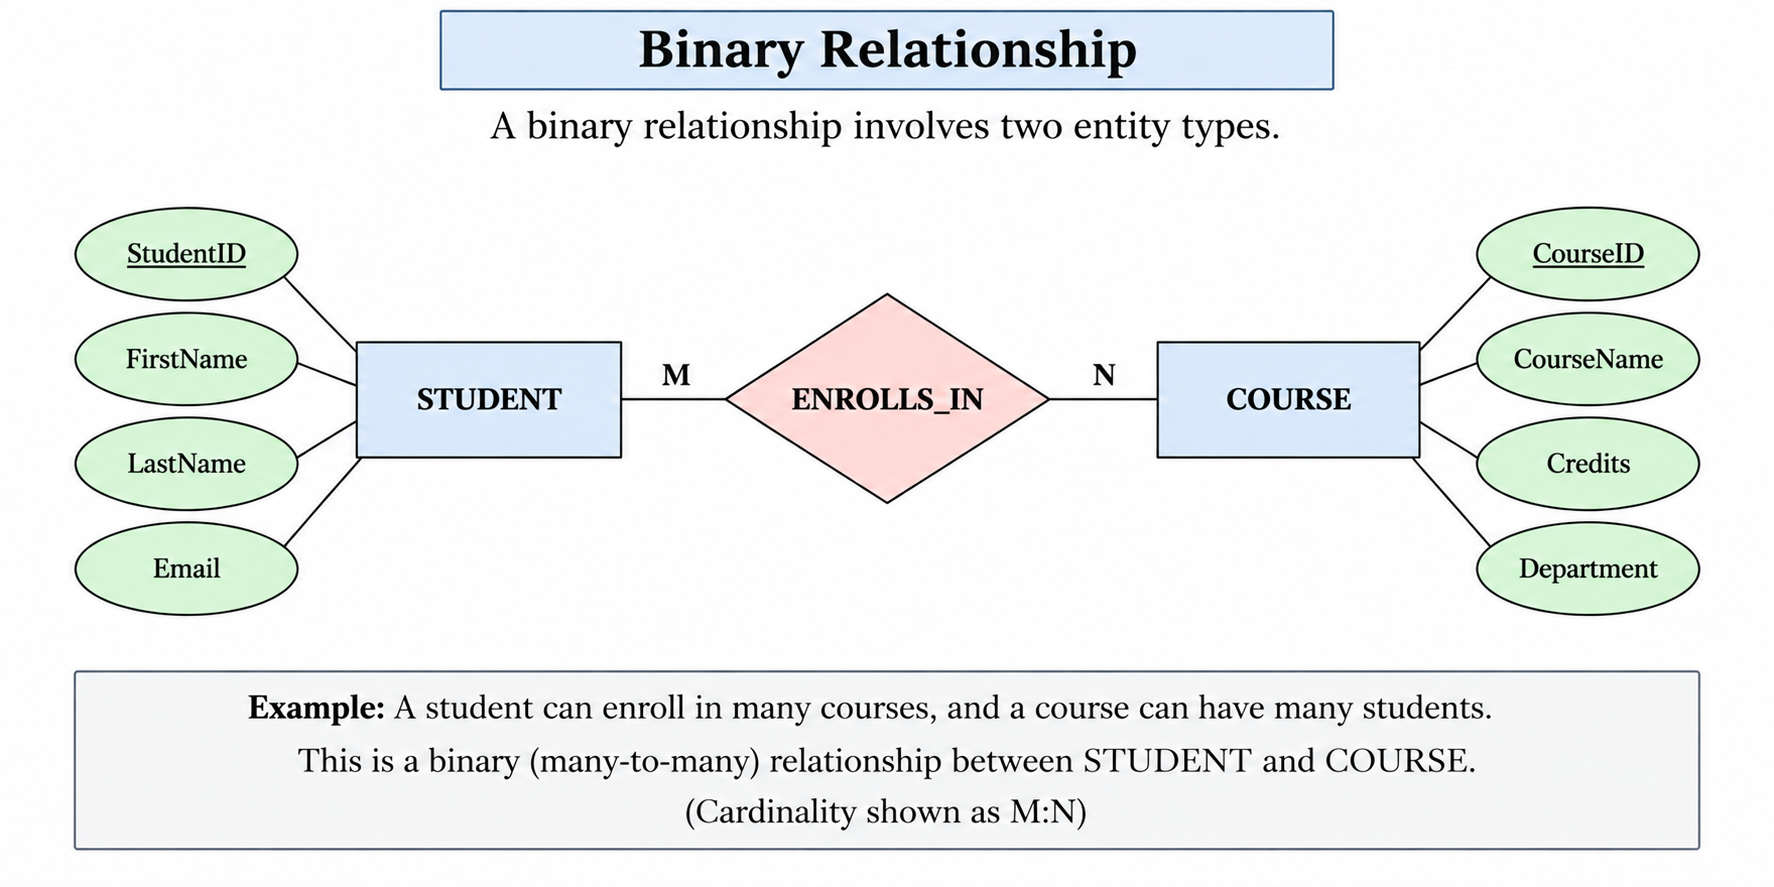 Binary Relationship
A binary relationship involves two entity types.
StudentID
FirstName
LastName
Email
STUDENT
M
ENROLLS_IN
N
COURSE
CourseID
CourseName
Credits
Department
Example: A student can enroll in many courses, and a course can have many students.
This is a binary (many-to-many) relationship between STUDENT and COURSE.
(Cardinality shown as M:N)